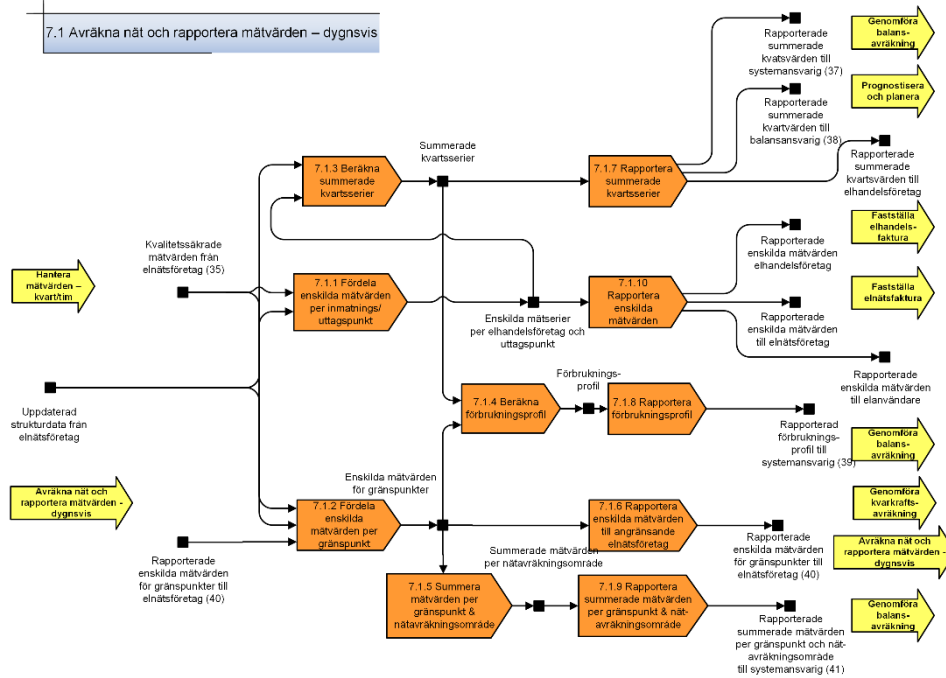 7.1 Avräkna nät och rapportera mätvärden – dygnsvis
Genomföra
balans-
avräkning
Rapporterade
summerade
kvatsvärden till
systemansvarig (37)
Prognostisera
och planera
Rapporterade
summerade
kvartvärden till
balansansvarig (38)
Summerade
kvartsserier
7.1.3 Beräkna
summerade
kvartsserier
7.1.7 Rapportera
summerade
kvartsserier
Rapporterade
summerade
kvartsvärden till
elhandelsföretag
Fastställa
elhandels-
faktura
Kvalitetssäkrade
mätvärden från
elnätsföretag (35)
Rapporterade
enskilda mätvärden
elhandelsföretag
Hantera
mätvärden –
kvart/tim
7.1.1 Fördela
enskilda mätvärden
per inmatnings/
uttagspunkt
7.1.10
Rapportera
enskilda
mätvärden
Fastställa
elnätsfaktura
Enskilda mätserier
per elhandelsföretag och
uttagspunkt
Rapporterade
enskilda mätvärden
till elnätsföretag
Rapporterade
enskilda mätvärden
till elanvändare
Förbruknings-
profil
Uppdaterad
strukturdata från
elnätsföretag
7.1.4 Beräkna
förbrukningsprofil
7.1.8 Rapportera
förbrukningsprofil
Rapporterad
förbruknings-
profil till
systemansvarig (39)
Genomföra
balans-
avräkning
Enskilda mätvärden
för gränspunkter
Avräkna nät och
rapportera mätvärden -
dygnsvis
Genomföra
kvarkrafts-
avräkning
7.1.2 Fördela
enskilda
mätvärden per
gränspunkt
7.1.6 Rapportera
enskilda mätvärden
till angränsande
elnätsföretag
Rapporterade
enskilda mätvärden
för gränspunkter till
elnätsföretag (40)
Summerade mätvärden
per nätavräkningsområde
Rapporterade
enskilda mätvärden
för gränspunkter till
elnätsföretag (40)
Avräkna nät och
rapportera mätvärden –
dygnsvis
7.1.5 Summera
mätvärden per
gränspunkt &
nätavräkningsområde
7.1.9 Rapportera
summerade mätvärden
per gränspunkt & nät-
avräkningsområde
Genomföra
balans-
avräkning
Rapporterade
summerade mätvärden
per gränspunkt och nät-
avräkningsområde
till systemansvarig (41)